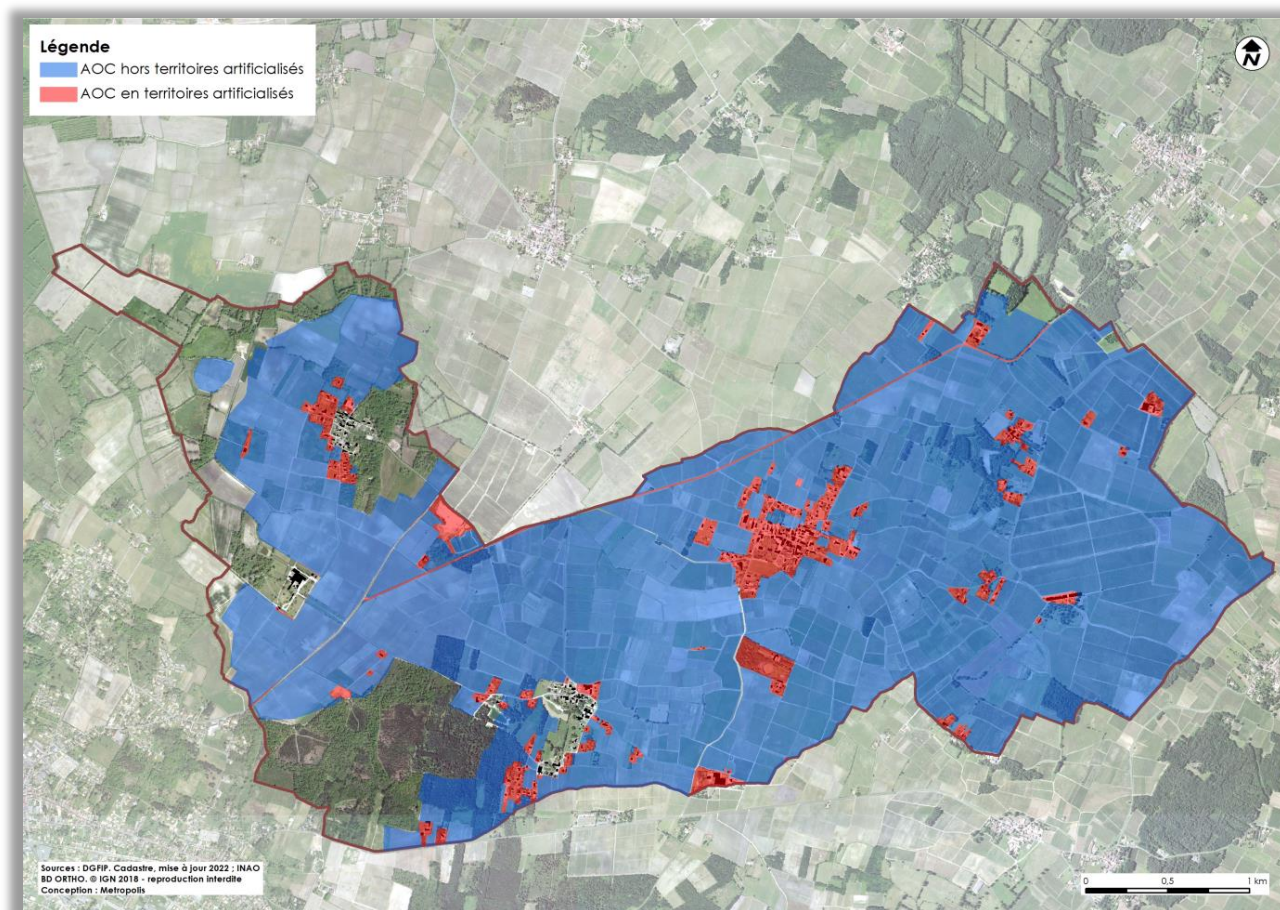 Légende
AOC hors territoires artificialisés
AOC en territoires artificialisés
N
Sources : DGFIP. Cadastre, mise à jour 2022 ; INAO
BD ORTHO. © IGN 2018 - reproduction interdite
Conception : Metropolis
0 0,5 1 km